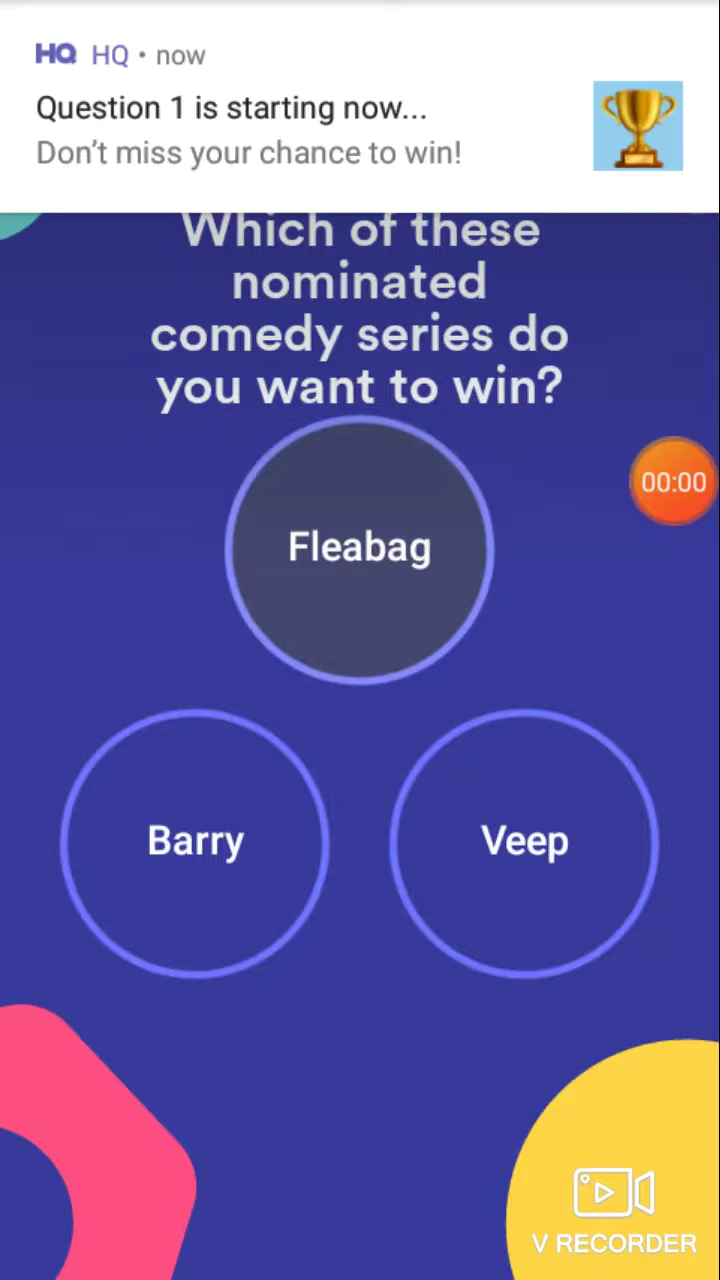 HQ HQ • now
Question 1 is starting now...
Don't miss your chance to win!
Which of these
nominated
comedy series do
you want to win?
00:00
Fleabag
Barry
Veep
V RECORDER